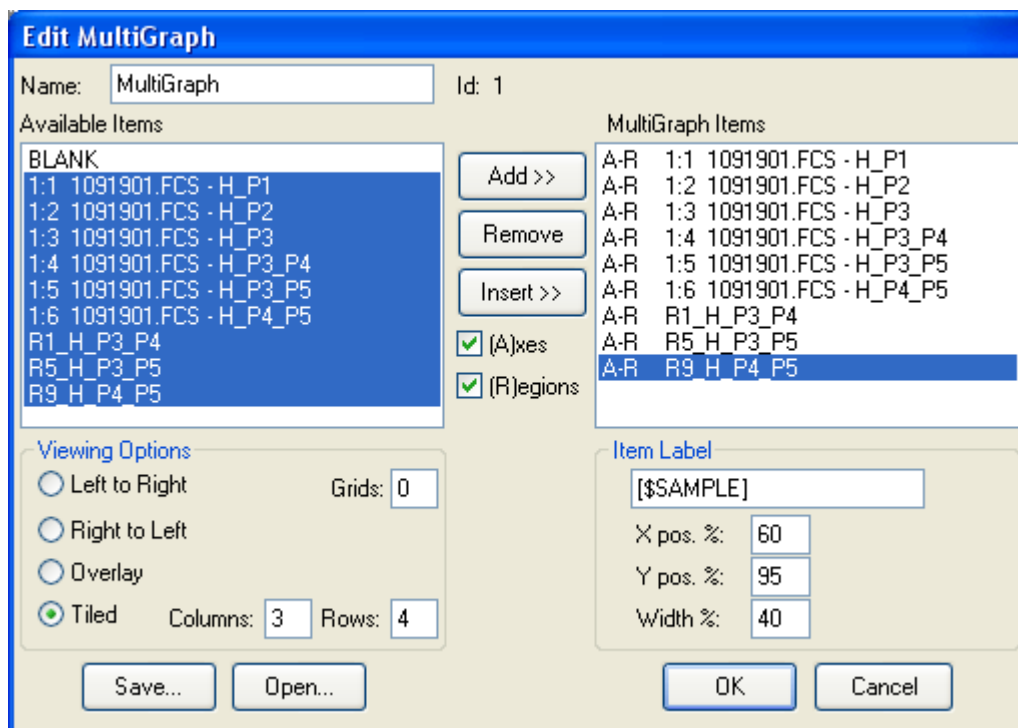 Edit MultiGraph
Name: MultiGraph Id: 1
Available Items
BLANK
1:1 1091901.FCS - H_P1
1:2 1091901.FCS - H_P2
1:3 1091901.FCS - H_P3
1:4 1091901.FCS - H_P3_P4
1:5 1091901.FCS - H_P3_P5
1:6 1091901.FCS - H_P4_P5
R1_H_P3_P4
R5_H_P3_P5
R9_H_P4_P5
Add >>
Remove
Insert >>
(A)xes
(R)egions
MultiGraph Items
A-R 1:1 1091901.FCS - H_P1
A-R 1:2 1091901.FCS - H_P2
A-R 1:3 1091901.FCS - H_P3
A-R 1:4 1091901.FCS - H_P3_P4
A-R 1:5 1091901.FCS - H_P3_P5
A-R 1:6 1091901.FCS - H_P4_P5
A-R R1_H_P3_P4
A-R R5_H_P3_P5
A-R R9_H_P4_P5
Viewing Options
Left to Right Grids: 0
Right to Left
Overlay
Tiled Columns: 3 Rows: 4
Item Label
[$SAMPLE]
X pos. %: 60
Y pos. %: 95
Width %: 40
Save... Open... OK Cancel